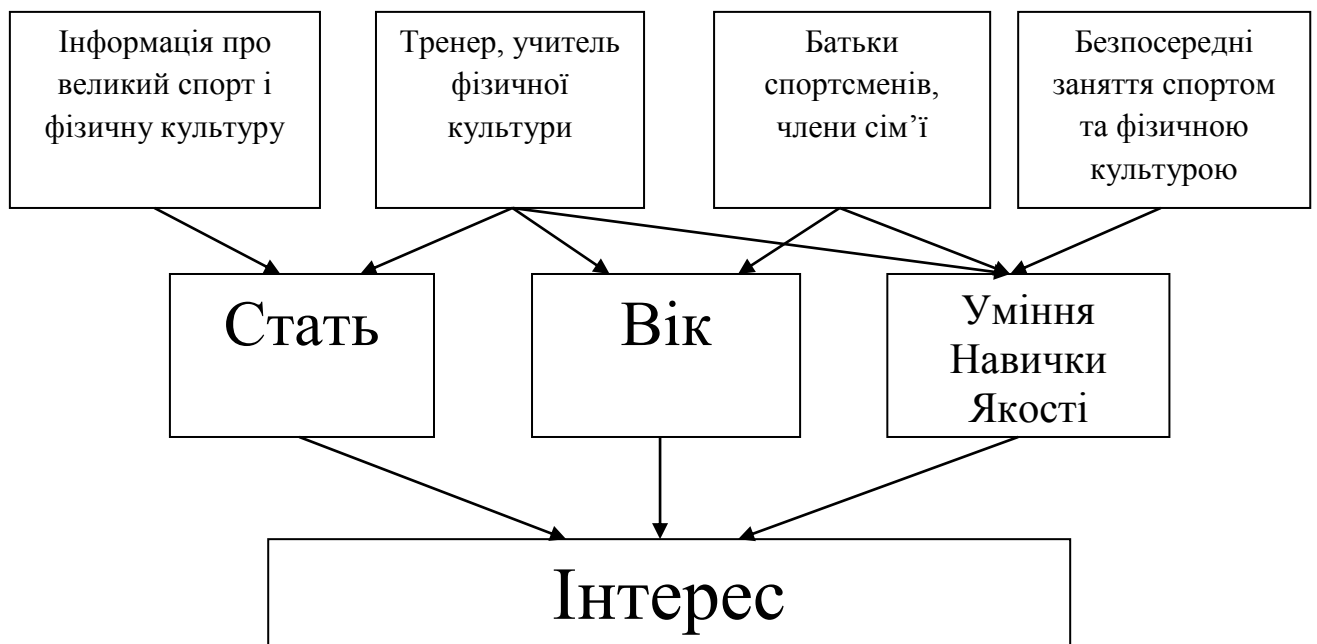 Інформація про
великий спорт і
фізичну культуру
Тренер, учитель
фізичної
культури
Батьки
спортсменів,
члени сім’ї
Безпосередні
заняття спортом
та фізичною
культурою
Стать
Вік
Уміння
Навички
Якості
Інтерес